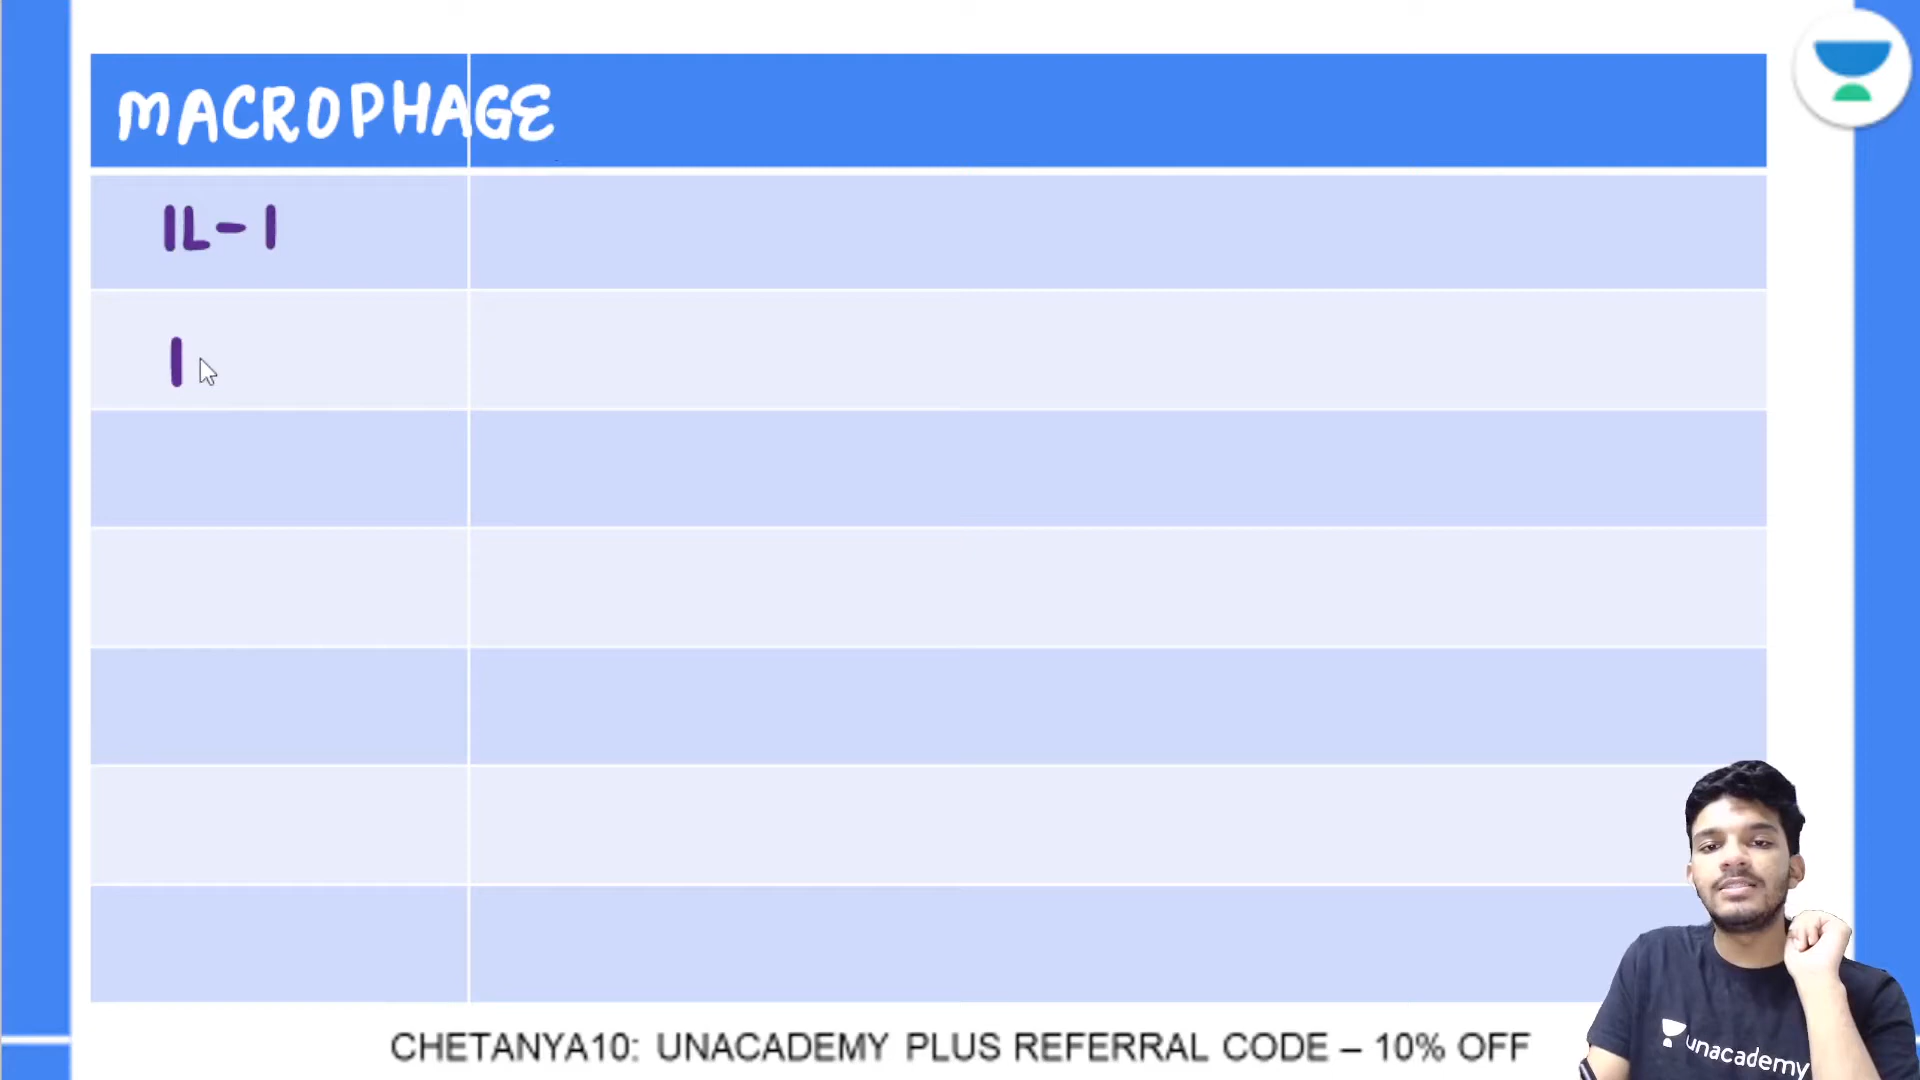 MACROPHAGE
IL-1
I
CHETANYA10: UNACADEMY PLUS REFERRAL CODE – 10% OFF
unacademy